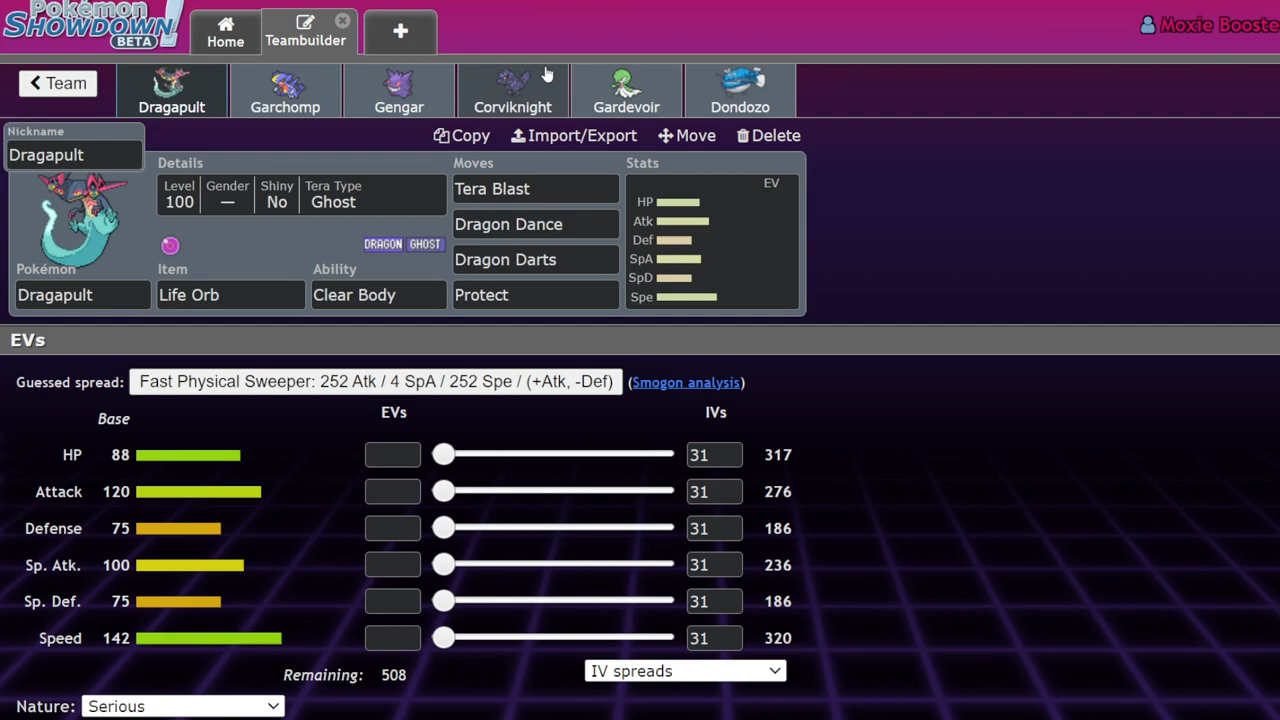 Pokémon
SHOWDOWN!
BETA
Home
Teambuilder
Moxie Booste
Team
Dragapult
Garchomp
Gengar
Corviknight
Gardevoir
Dondozo
Copy
Import/Export
Move
Delete
Nickname
Dragapult
Details
Moves
Stats
Level
Gender
Shiny
Tera Type
100
—
No
Ghost
DRAGON GHOST
Pokémon
Dragapult
Item
Life Orb
Ability
Clear Body
Tera Blast
Dragon Dance
Dragon Darts
Protect
EV
HP
Atk
Def
SpA
SpD
Spe
EVs
Guessed spread: Fast Physical Sweeper: 252 Atk / 4 SpA / 252 Spe / (+Atk, -Def) (Smogon analysis)
Base EVs IVs
HP 88 31 317
Attack 120 31 276
Defense 75 31 186
Sp. Atk. 100 31 236
Sp. Def. 75 31 186
Speed 142 31 320
Remaining: 508
IV spreads
Nature: Serious